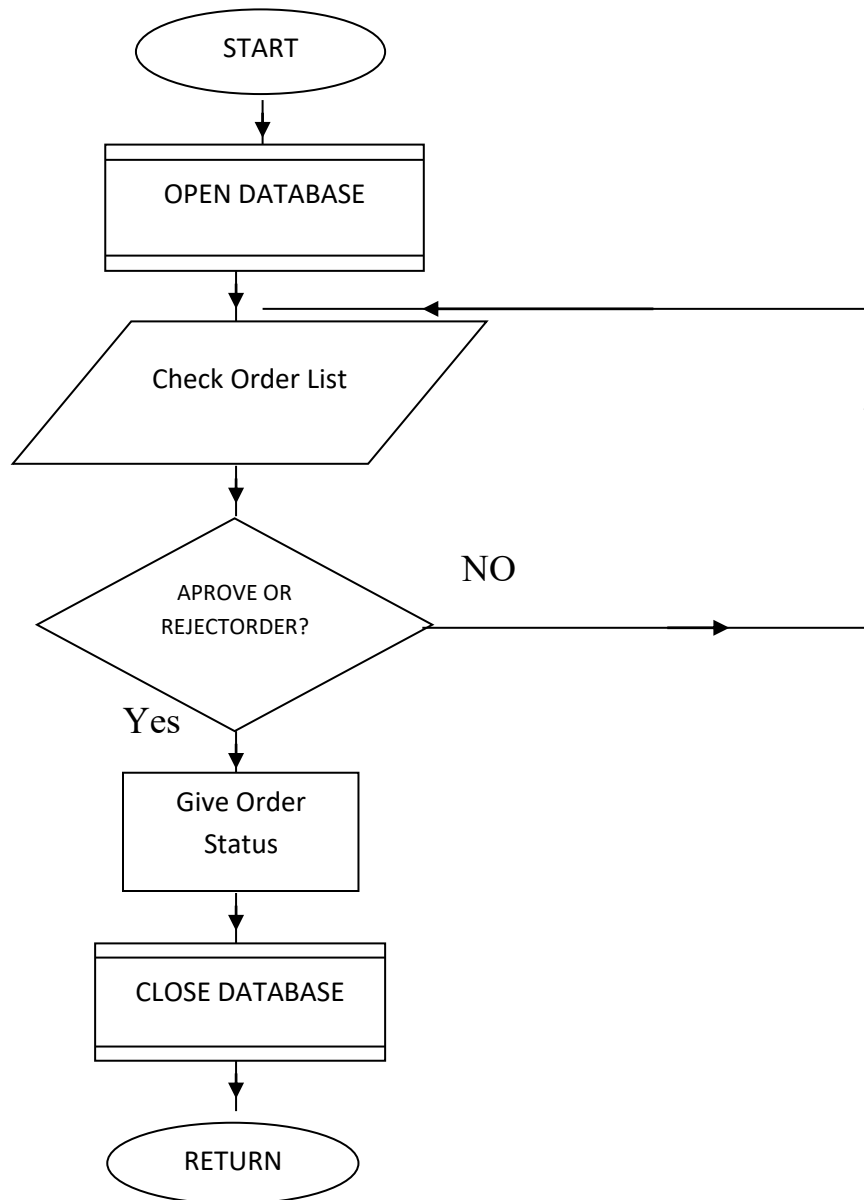 START
OPEN DATABASE
Check Order List
APROVE OR
REJECTORDER?
NO
Yes
Give Order
Status
CLOSE DATABASE
RETURN